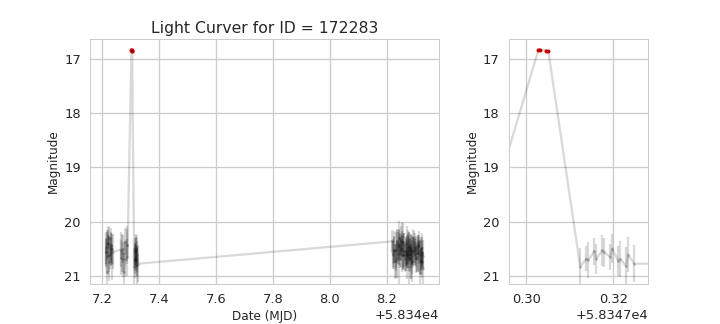 Light Curver for ID = 172283
Magnitude
17
18
19
20
21
7.2 7.4 7.6 7.8 8.0 8.2
Date (MJD)
+5.834e4
Magnitude
17
18
19
20
21
0.30 0.32
+5.8347e4